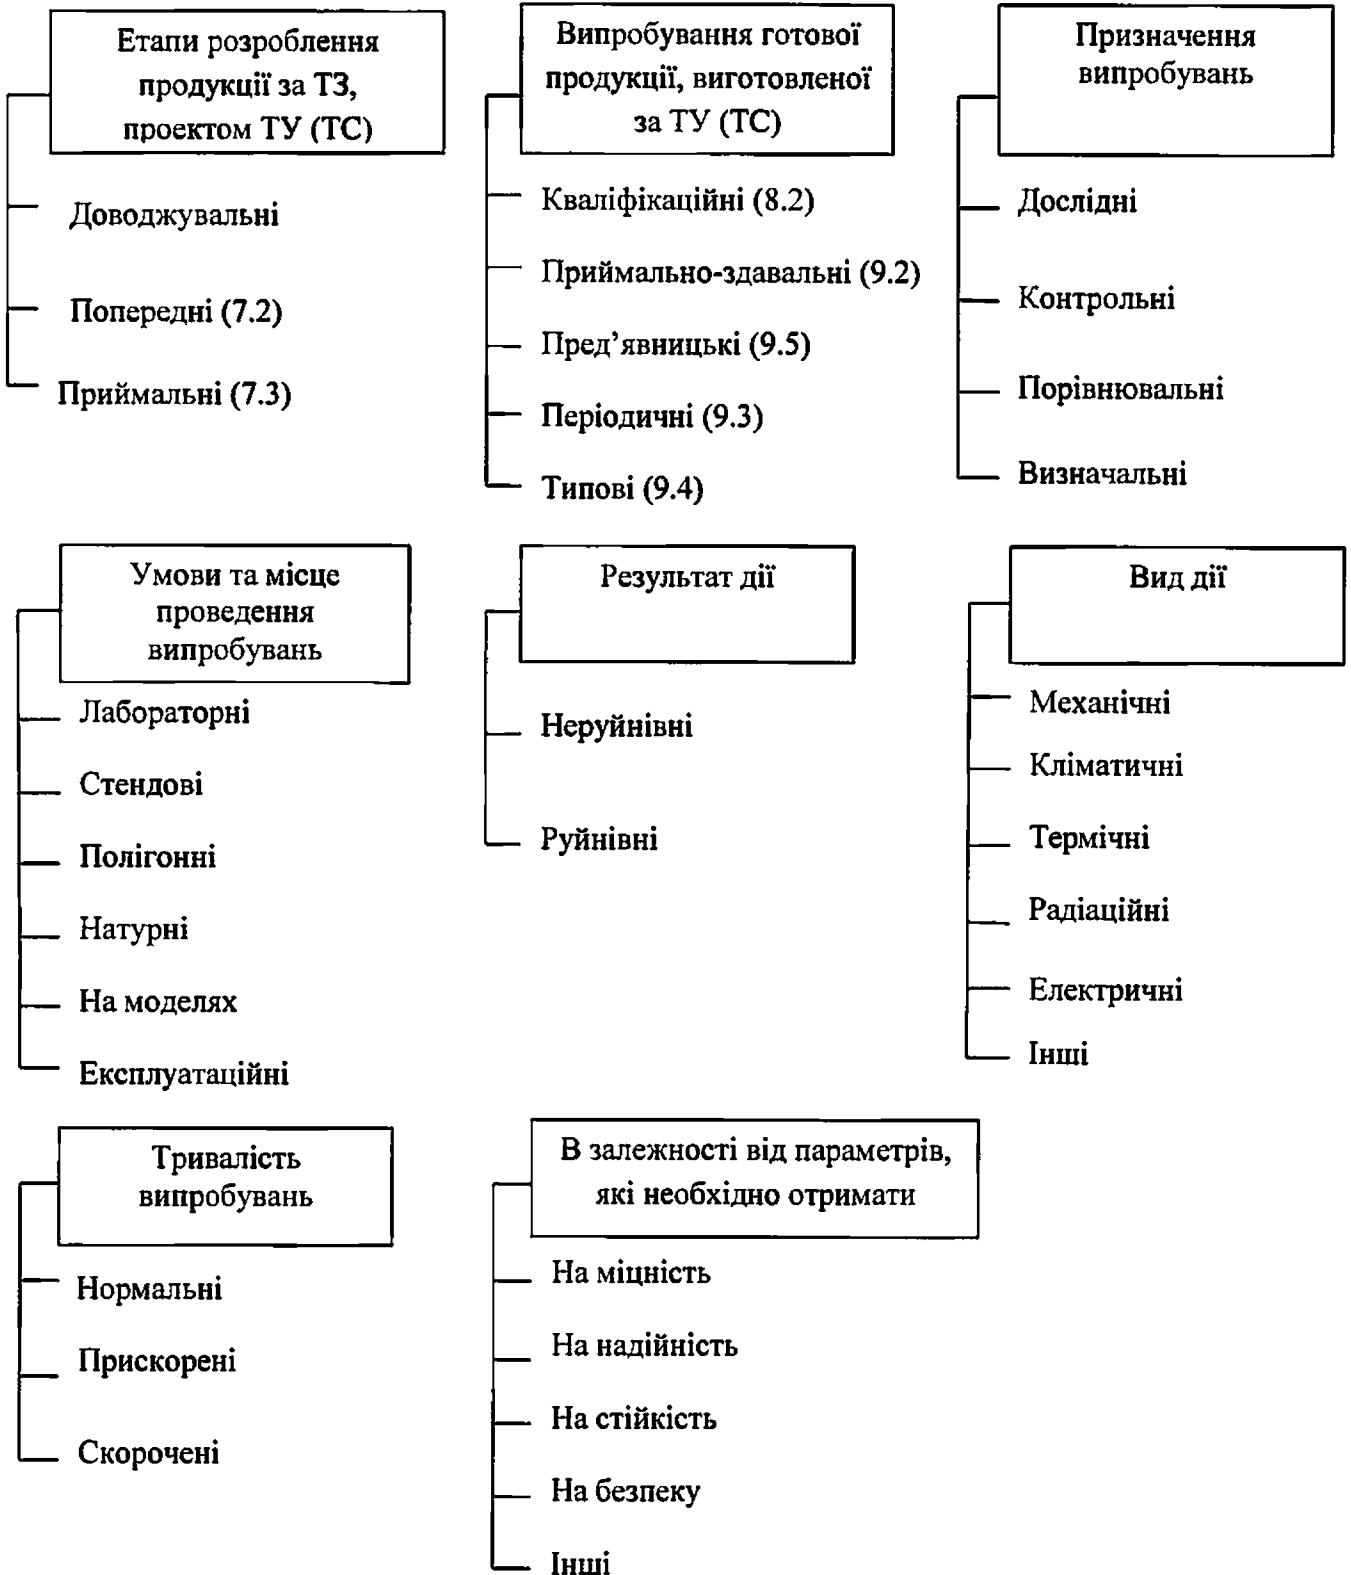 Етапи розроблення
продукції за ТЗ,
проектом ТУ (ТС)
Доводжувальні
Попередні (7.2)
Приймальні (7.3)
Випробування готової
продукції, виготовленої
за ТУ (ТС)
Кваліфікаційні (8.2)
Приймально-здавальні (9.2)
Пред’явницькі (9.5)
Періодичні (9.3)
Типові (9.4)
Призначення
випробувань
Дослідні
Контрольні
Порівнювальні
Визначальні
Умови та місце
проведення
випробувань
Лабораторні
Стендові
Полігонні
Натурні
На моделях
Експлуатаційні
Результат дії
Неруйнівні
Руйнівні
Вид дії
Механічні
Кліматичні
Термічні
Радіаційні
Електричні
Інші
Тривалість
випробувань
Нормальні
Прискорені
Скорочені
В залежності від параметрів,
які необхідно отримати
На міцність
На надійність
На стійкість
На безпеку
Інші